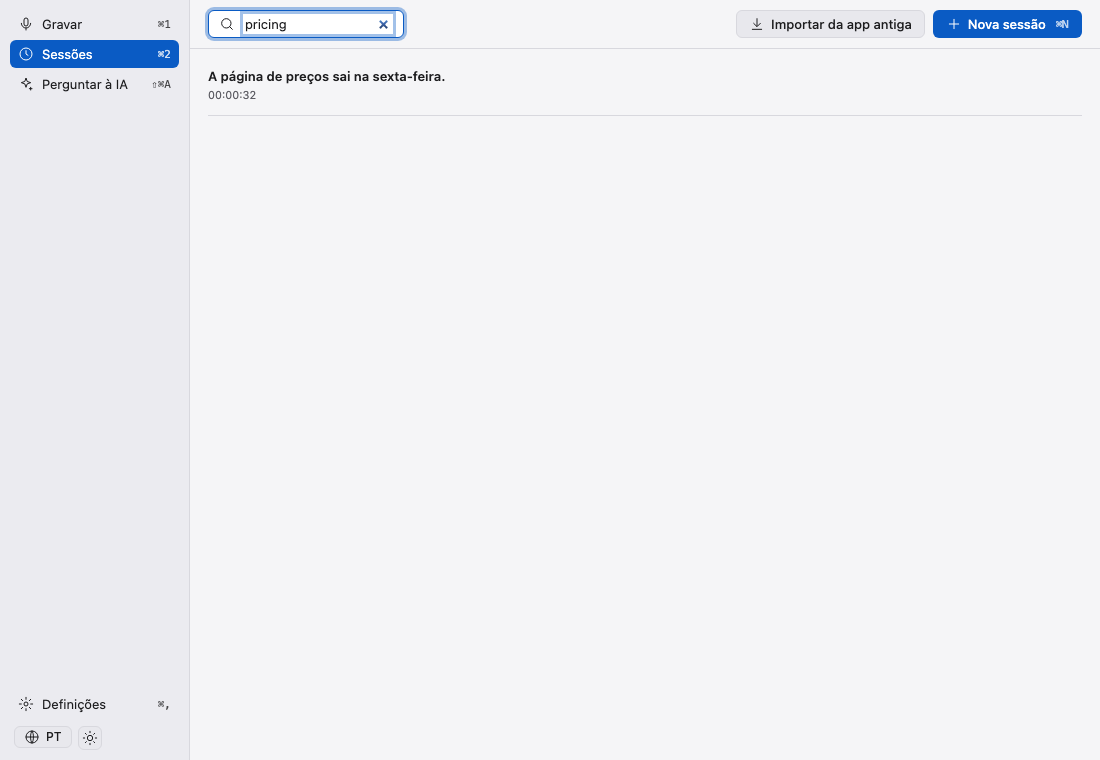 Gravar ⌘1
Sessões ⌘2
Perguntar à IA ⇧⌘A
pricing
Importar da app antiga
Nova sessão ⌘N
A página de preços sai na sexta-feira.
00:00:32
Definições ⌘,
PT